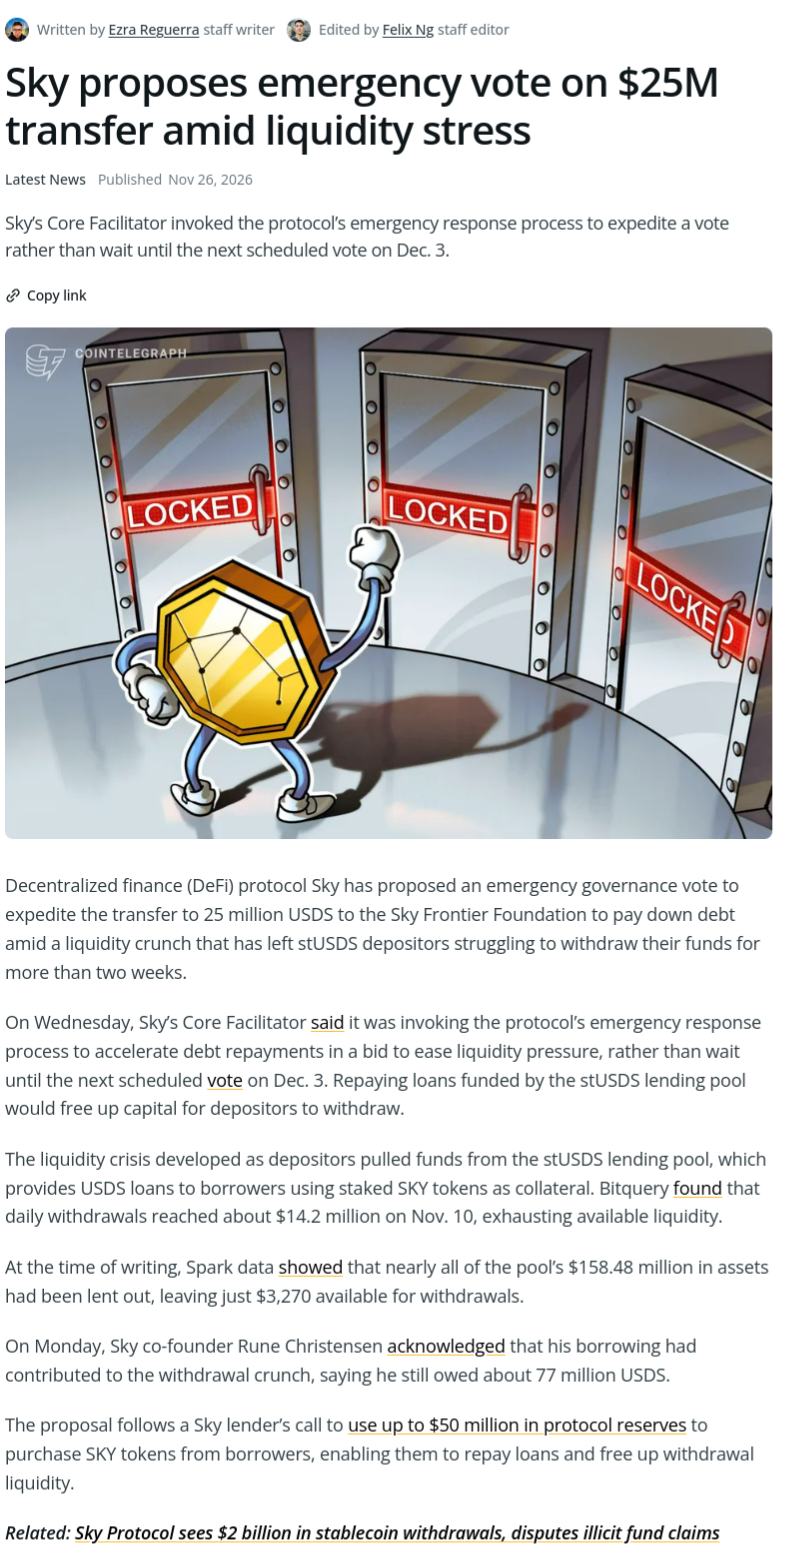 Written by Ezra Reguerra staff writer Edited by Felix Ng staff editor
Sky proposes emergency vote on $25M
transfer amid liquidity stress
Latest News Published Nov 26, 2026
Sky’s Core Facilitator invoked the protocol’s emergency response process to expedite a vote
rather than wait until the next scheduled vote on Dec. 3.
Copy link
COINTELEGRAPH
LOCKED
LOCKED
LOCKED
Decentralized finance (DeFi) protocol Sky has proposed an emergency governance vote to
expedite the transfer to 25 million USDS to the Sky Frontier Foundation to pay down debt
amid a liquidity crunch that has left stUSDS depositors struggling to withdraw their funds for
more than two weeks.
On Wednesday, Sky’s Core Facilitator said it was invoking the protocol’s emergency response
process to accelerate debt repayments in a bid to ease liquidity pressure, rather than wait
until the next scheduled vote on Dec. 3. Repaying loans funded by the stUSDS lending pool
would free up capital for depositors to withdraw.
The liquidity crisis developed as depositors pulled funds from the stUSDS lending pool, which
provides USDS loans to borrowers using staked SKY tokens as collateral. Bitquery found that
daily withdrawals reached about $14.2 million on Nov. 10, exhausting available liquidity.
At the time of writing, Spark data showed that nearly all of the pool’s $158.48 million in assets
had been lent out, leaving just $3,270 available for withdrawals.
On Monday, Sky co-founder Rune Christensen acknowledged that his borrowing had
contributed to the withdrawal crunch, saying he still owed about 77 million USDS.
The proposal follows a Sky lender’s call to use up to $50 million in protocol reserves to
purchase SKY tokens from borrowers, enabling them to repay loans and free up withdrawal
liquidity.
Related: Sky Protocol sees $2 billion in stablecoin withdrawals, disputes illicit fund claims